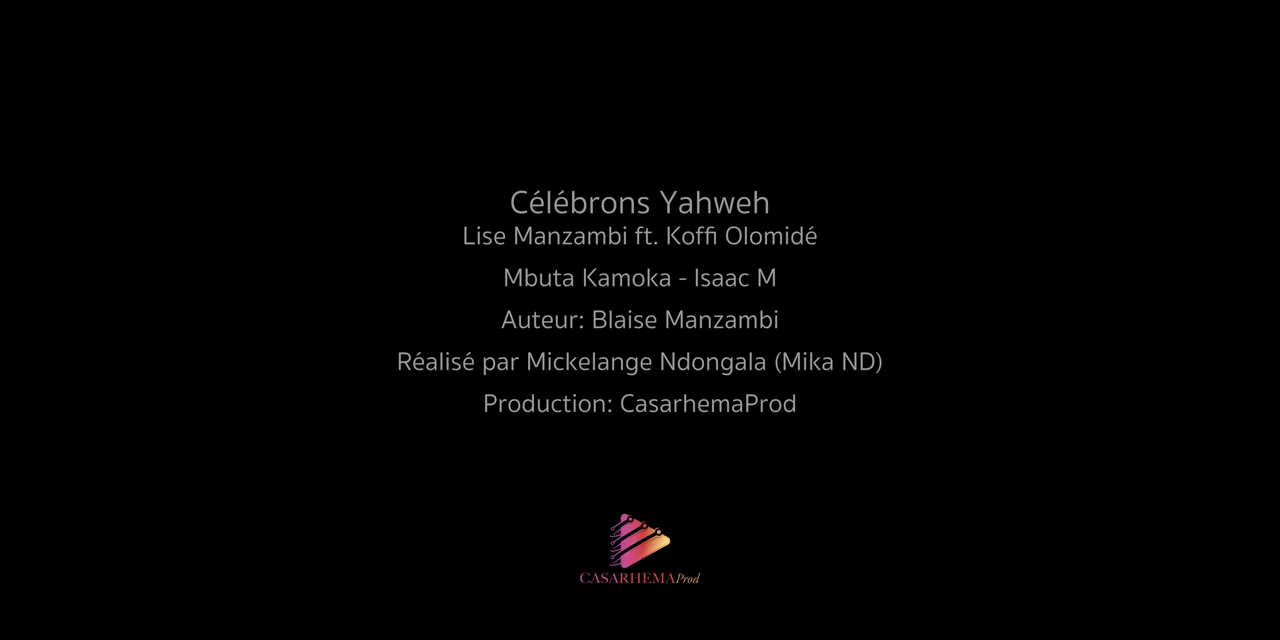 Célébrons Yahweh
Lise Manzambi ft. Koffi Olomidé
Mbuta Kamoka - Isaac M
Auteur: Blaise Manzambi
Réalisé par Mickelange Ndongala (Mika ND)
Production: CasarhemaProd
CASARHEMAProd